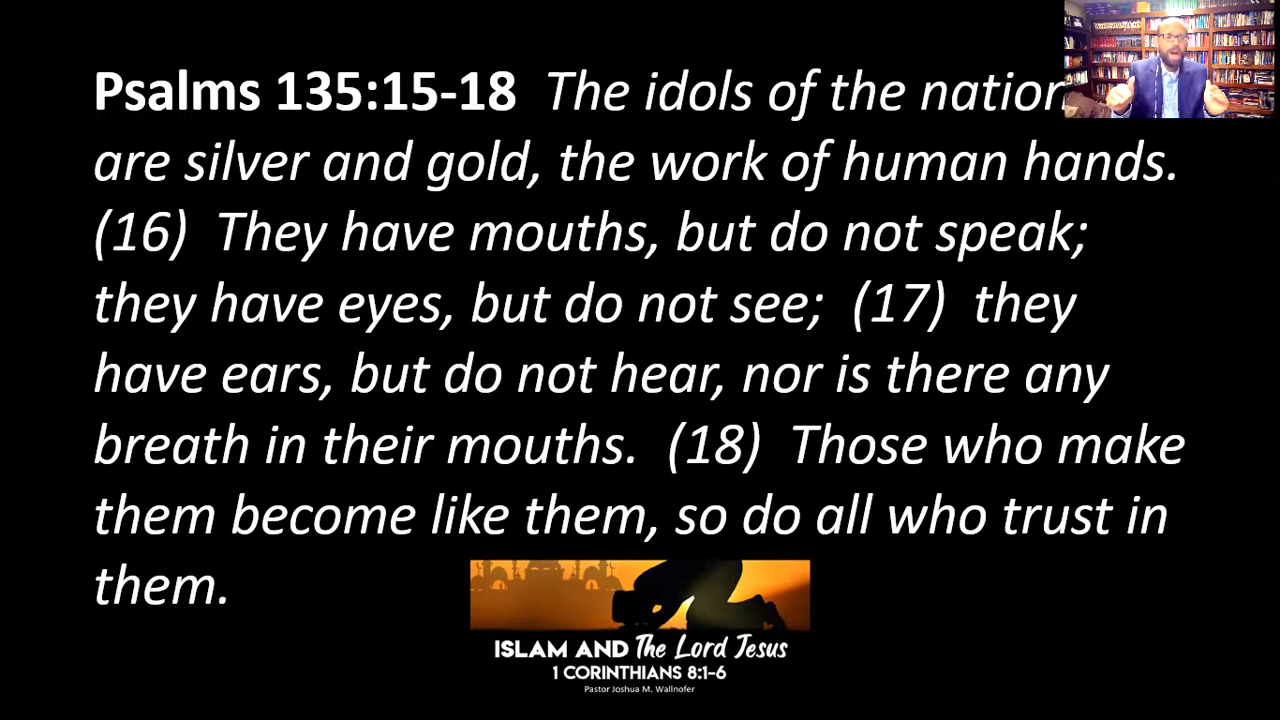 Psalms 135:15-18 The idols of the nation
are silver and gold, the work of human hands.
(16) They have mouths, but do not speak;
they have eyes, but do not see; (17) they
have ears, but do not hear, nor is there any
breath in their mouths. (18) Those who make
them become like them, so do all who trust in
them.
ISLAM AND The Lord Jesus
1 CORINTHIANS 8:1-6
Pastor Joshua M. Wallnofer